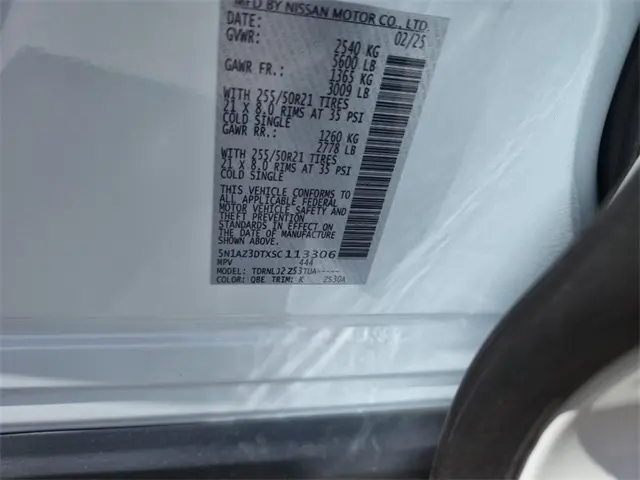 MFD BY NISSAN MOTOR CO., LTD.
DATE: 02/25
GVWR: 2540 KG
5600 LB
GAWR FR.: 1365 KG
3009 LB
WITH 255/50R21 TIRES
21 X 8.0 RIMS AT 35 PSI
COLD SINGLE
GAWR RR.: 1260 KG
2778 LB
WITH 255/50R21 TIRES
21 X 8.0 RIMS AT 35 PSI
COLD SINGLE
THIS VEHICLE CONFORMS TO
ALL APPLICABLE FEDERAL
MOTOR VEHICLE SAFETY AND
THEFT PREVENTION
STANDARDS IN EFFECT ON
THE DATE OF MANUFACTURE
SHOWN ABOVE.
5N1AZ3DTXSC113306
MPV 444
MODEL: TDRNLJ2Z53TUA-----
COLOR: QBE TRIM: K Z530A